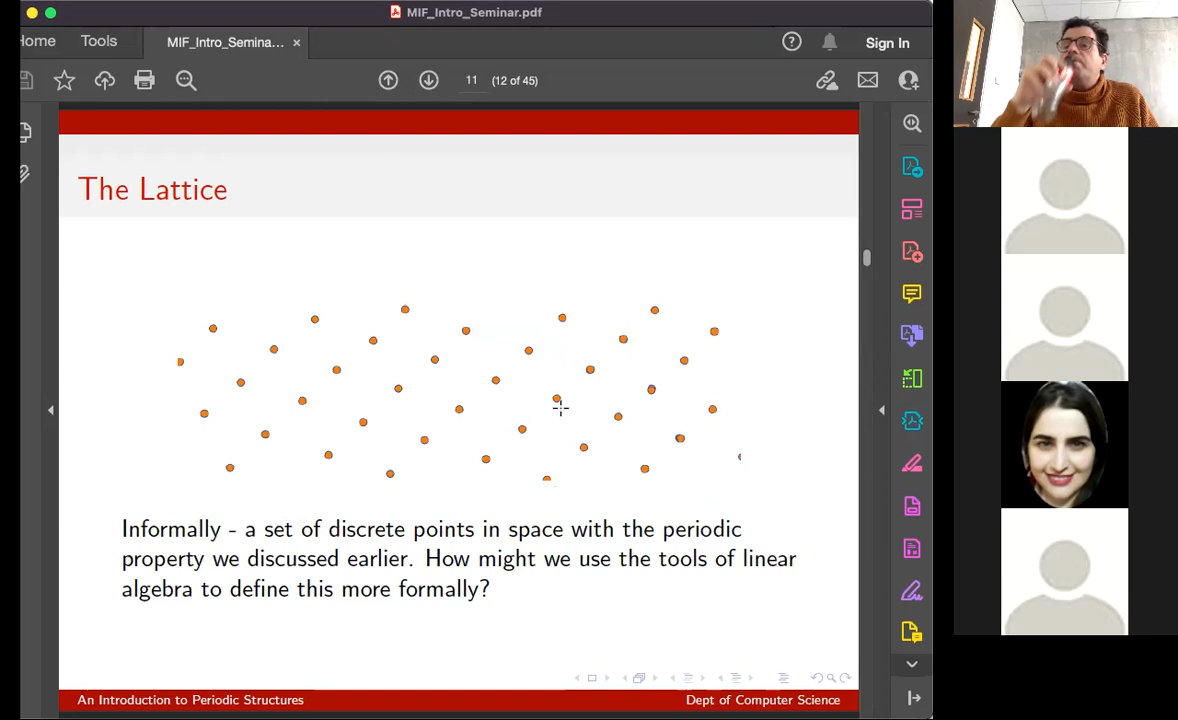 MIF_Intro_Seminar.pdf
Home Tools MIF_Intro_Semina... × Sign In
11 (12 of 45)
The Lattice
Informally - a set of discrete points in space with the periodic
property we discussed earlier. How might we use the tools of linear
algebra to define this more formally?
An Introduction to Periodic Structures Dept of Computer Science